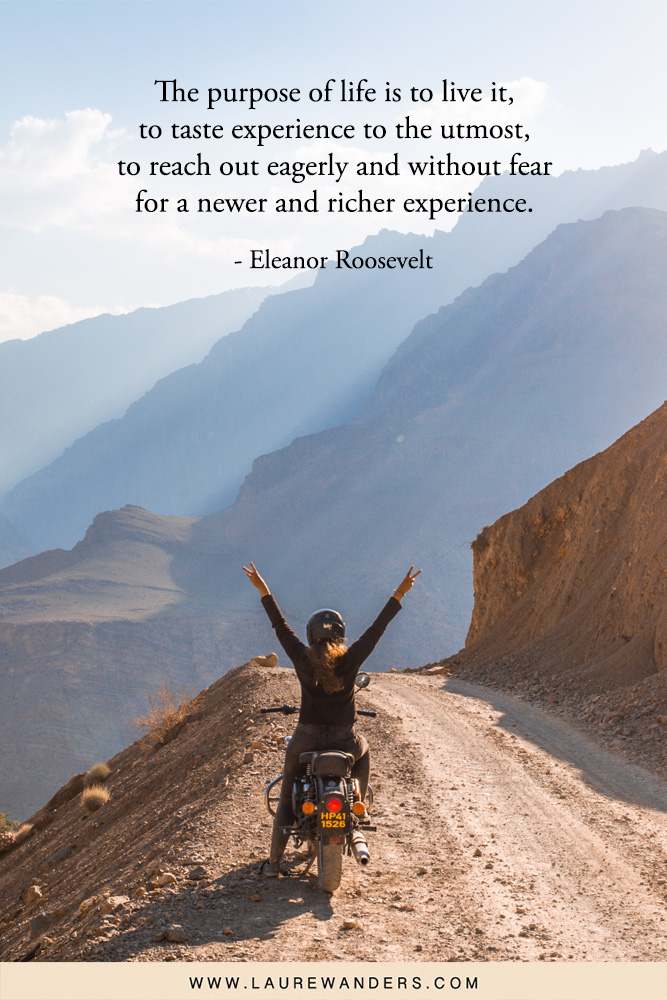 The purpose of life is to live it,
to taste experience to the utmost,
to reach out eagerly and without fear
for a newer and richer experience.
- Eleanor Roosevelt
HP41
1526
WWW.LAUREWANDERS.COM